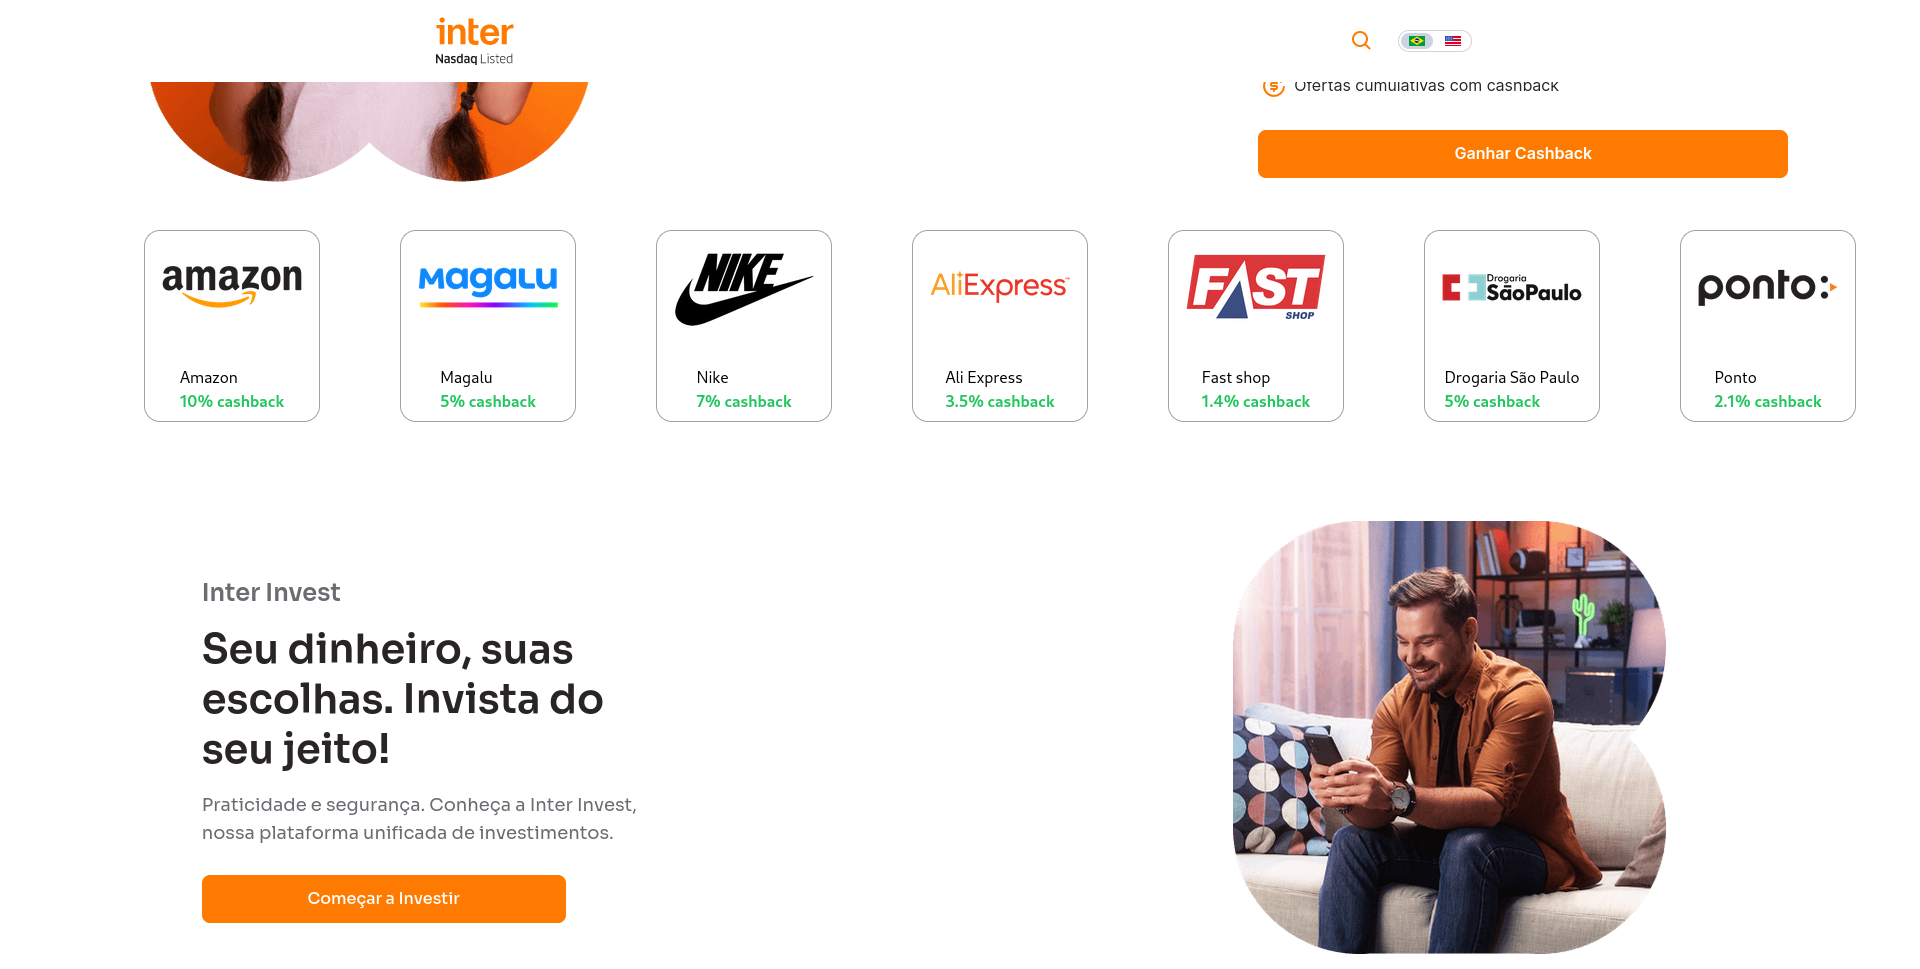 inter
Nasdaq Listed
Ofertas cumulativas com cashback
Ganhar Cashback
amazon
Amazon
10% cashback
Magalu
Magalu
5% cashback
NIKE
Nike
7% cashback
AliExpress™
Ali Express
3.5% cashback
FAST
SHOP
Fast shop
1.4% cashback
Drogaria
SãoPaulo
Drogaria São Paulo
5% cashback
ponto:
Ponto
2.1% cashback
Inter Invest
Seu dinheiro, suas
escolhas. Invista do
seu jeito!
Praticidade e segurança. Conheça a Inter Invest,
nossa plataforma unificada de investimentos.
Começar a Investir